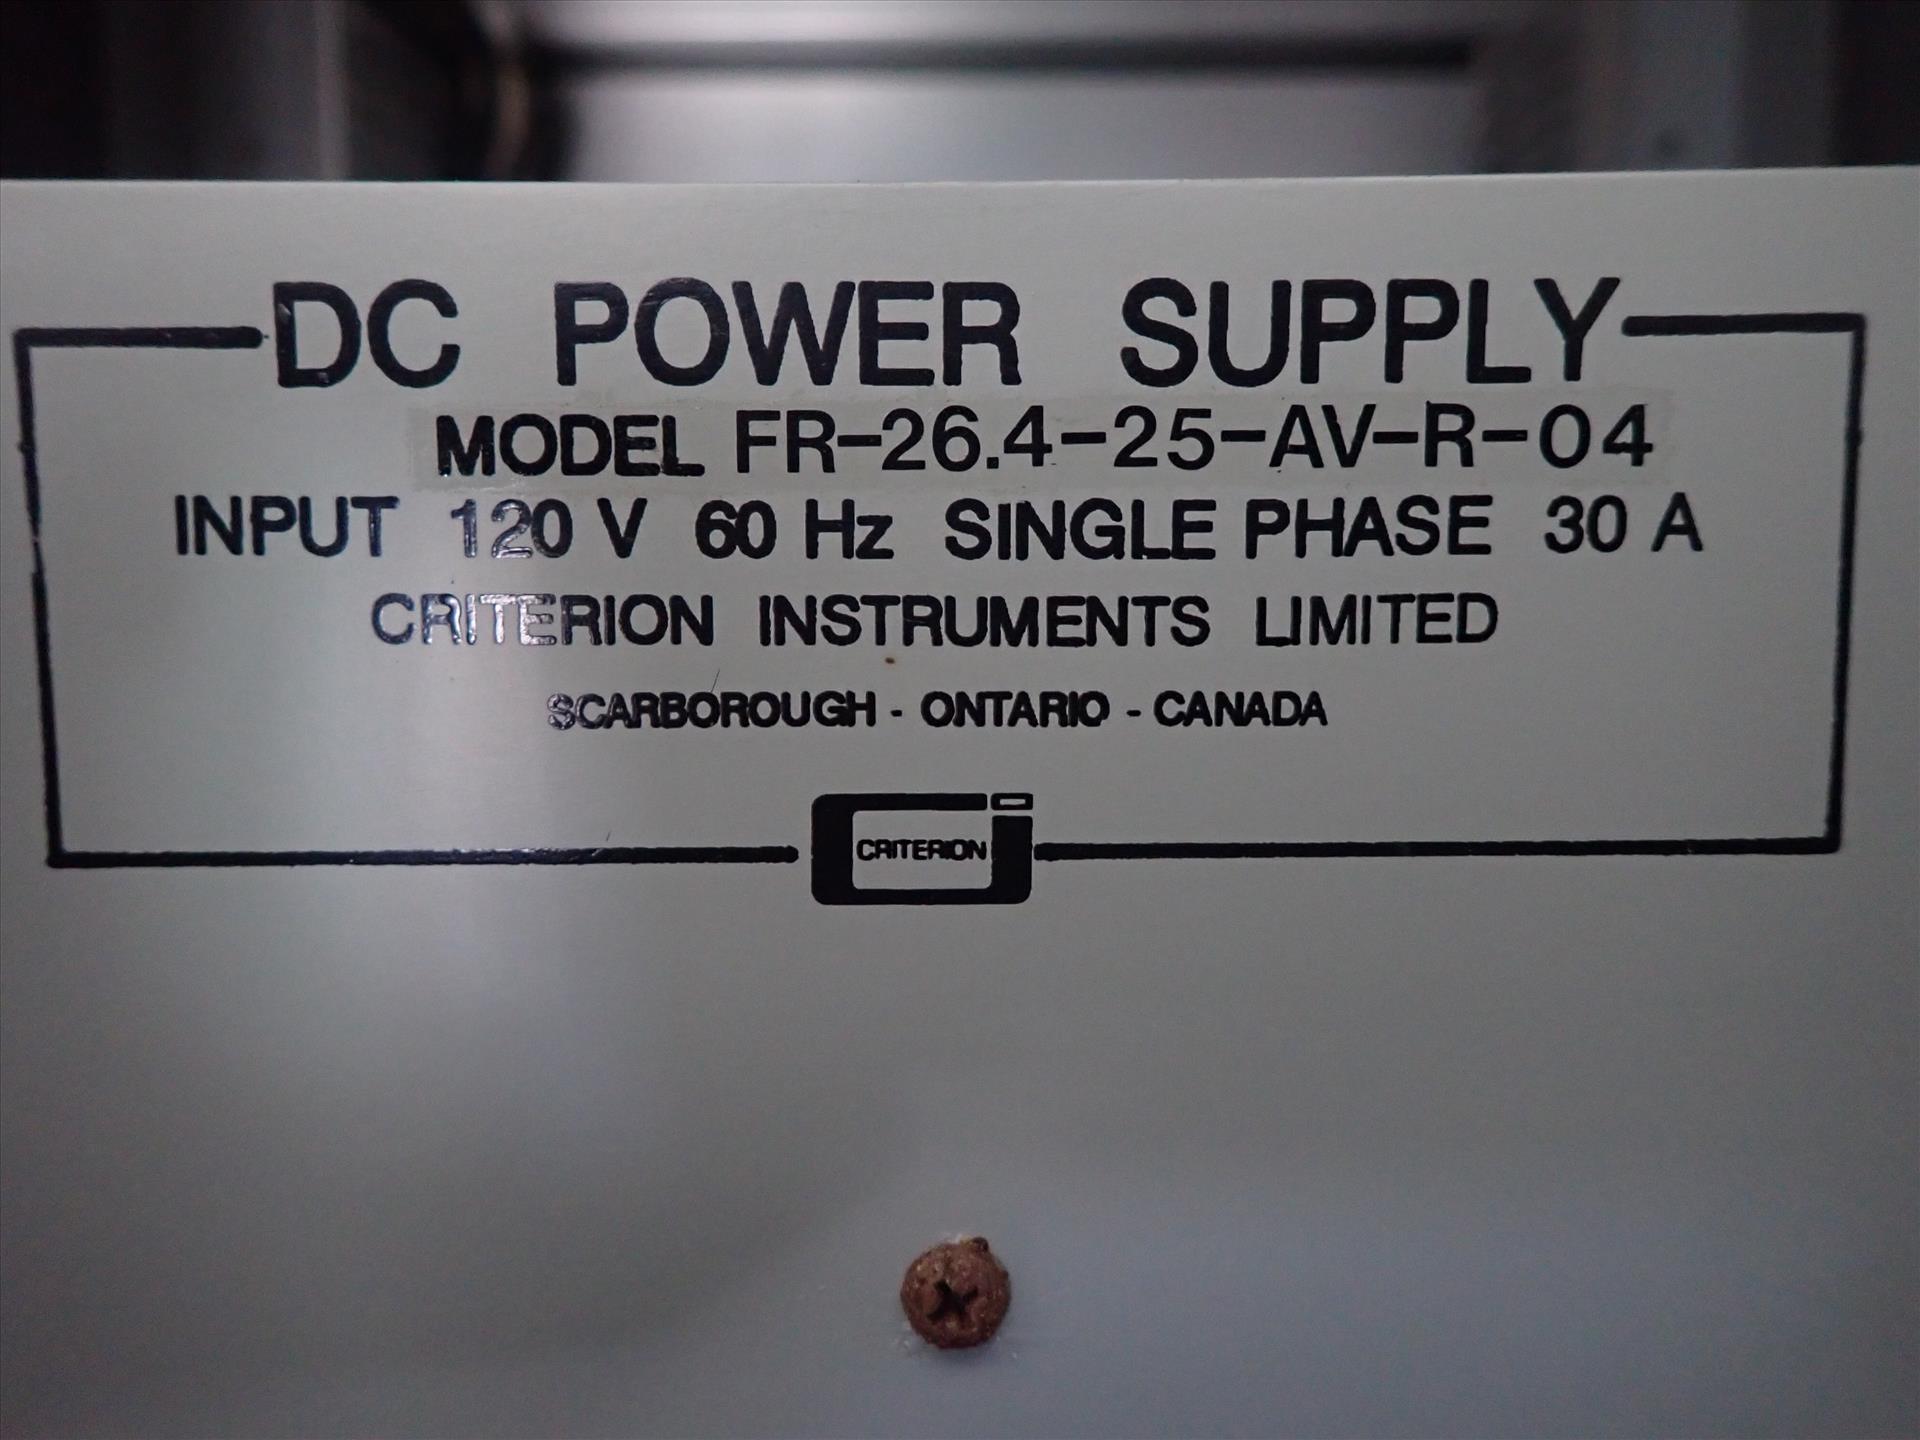 DC POWER SUPPLY
MODEL FR-26.4-25-AV-R-04
INPUT 120 V 60 Hz SINGLE PHASE 30 A
CRITERION INSTRUMENTS LIMITED
SCARBOROUGH - ONTARIO - CANADA
CRITERION